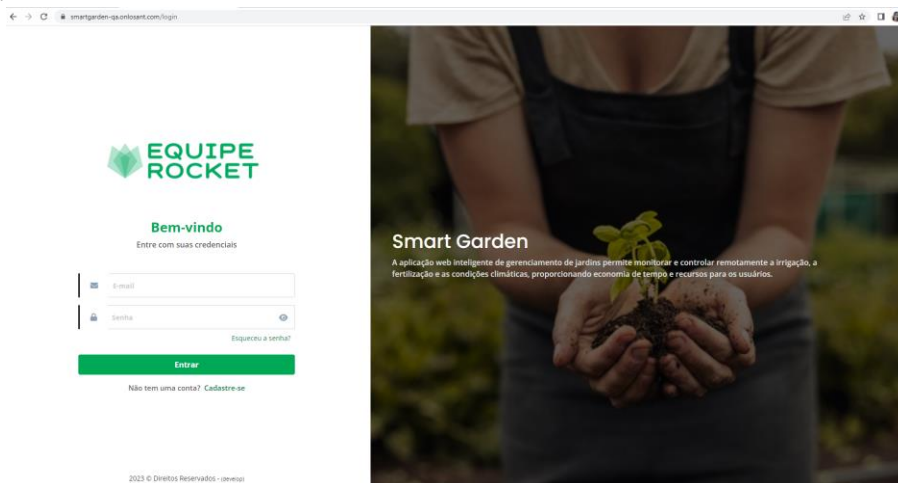 smartgarden-qa.onlosant.com/login
EQUIPE
ROCKET
Bem-vindo
Entre com suas credenciais
E-mail
Senha
Esqueceu a senha?
Entrar
Não tem uma conta? Cadastre-se
2023 © Direitos Reservados - (develop)
Smart Garden
A aplicação web inteligente de gerenciamento de jardins permite monitorar e controlar remotamente a irrigação, a
fertilização e as condições climáticas, proporcionando economia de tempo e recursos para os usuários.